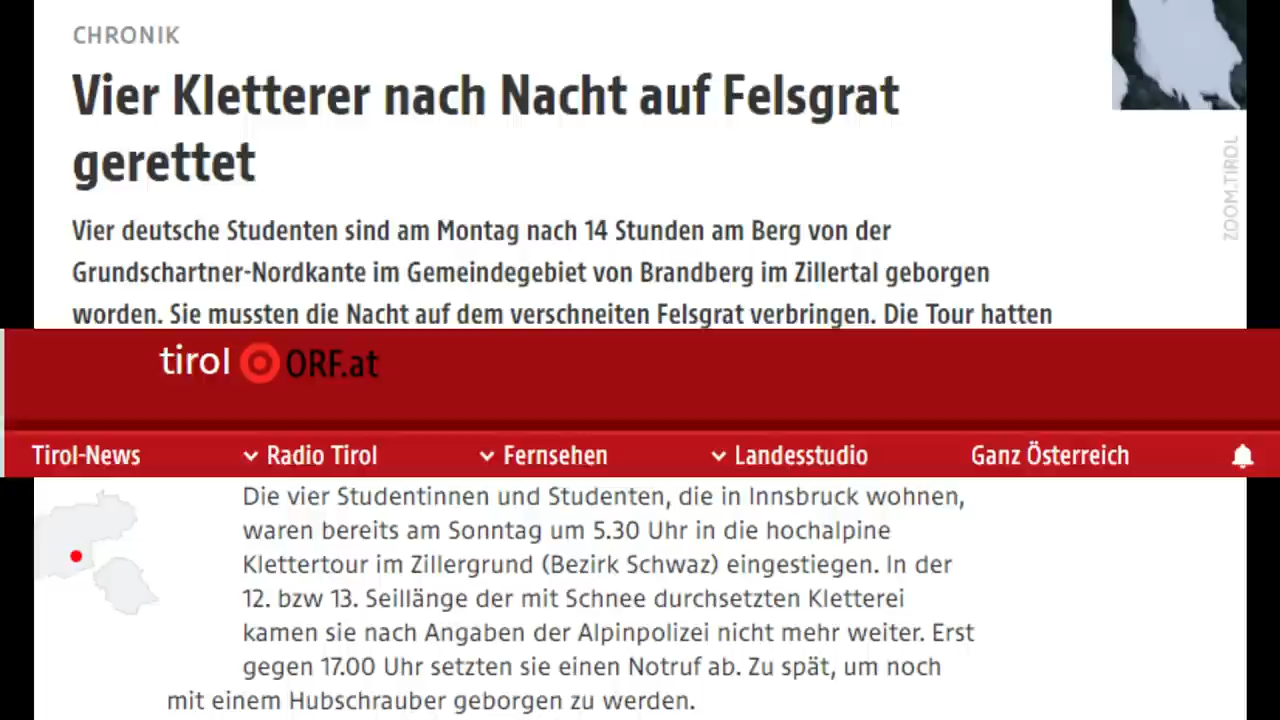 CHRONIK
Vier Kletterer nach Nacht auf Felsgrat
gerettet
ZOOM.TIROL
Vier deutsche Studenten sind am Montag nach 14 Stunden am Berg von der
Grundschartner-Nordkante im Gemeindegebiet von Brandberg im Zillertal geborgen
worden. Sie mussten die Nacht auf dem verschneiten Felsgrat verbringen. Die Tour hatten
tirol ORF.at
Tirol-News Radio Tirol Fernsehen Landesstudio Ganz Österreich
Die vier Studentinnen und Studenten, die in Innsbruck wohnen,
waren bereits am Sonntag um 5.30 Uhr in die hochalpine
Klettertour im Zillergrund (Bezirk Schwaz) eingestiegen. In der
12. bzw 13. Seillänge der mit Schnee durchsetzten Kletterei
kamen sie nach Angaben der Alpinpolizei nicht mehr weiter. Erst
gegen 17.00 Uhr setzten sie einen Notruf ab. Zu spät, um noch
mit einem Hubschrauber geborgen zu werden.